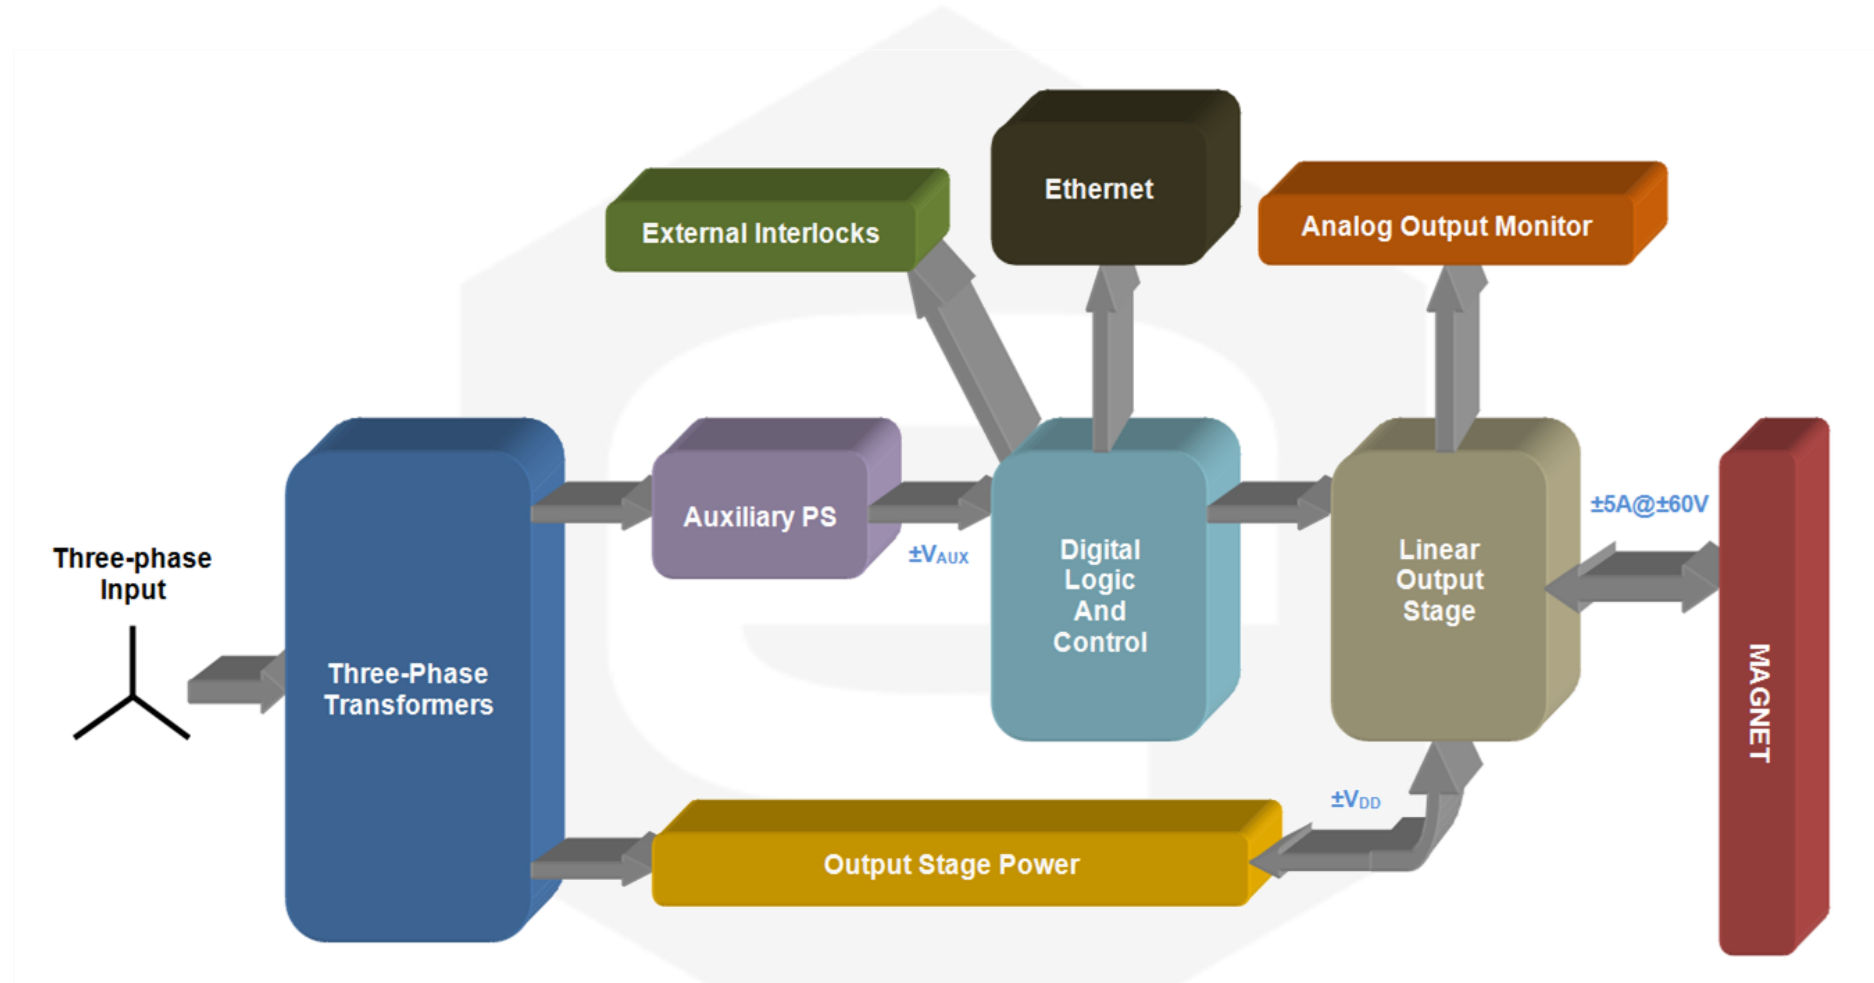 Ethernet
External Interlocks
Analog Output Monitor
Three-phase
Input
Three-Phase
Transformers
Auxiliary PS
±VAUX
Digital
Logic
And
Control
Linear
Output
Stage
±5A@±60V
MAGNET
±VDD
Output Stage Power